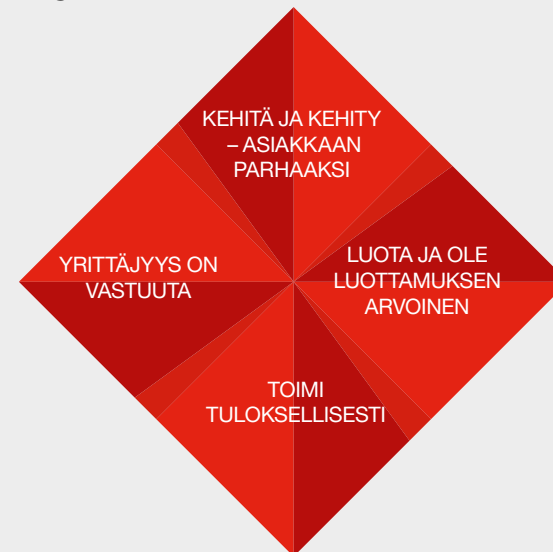 KEHITÄ JA KEHITY
– ASIAKKAAN
PARHAAKSI
YRITTÄJYYS ON
VASTUUTA
LUOTA JA OLE
LUOTTAMUKSEN
ARVOINEN
TOIMI
TULOKSELLISESTI